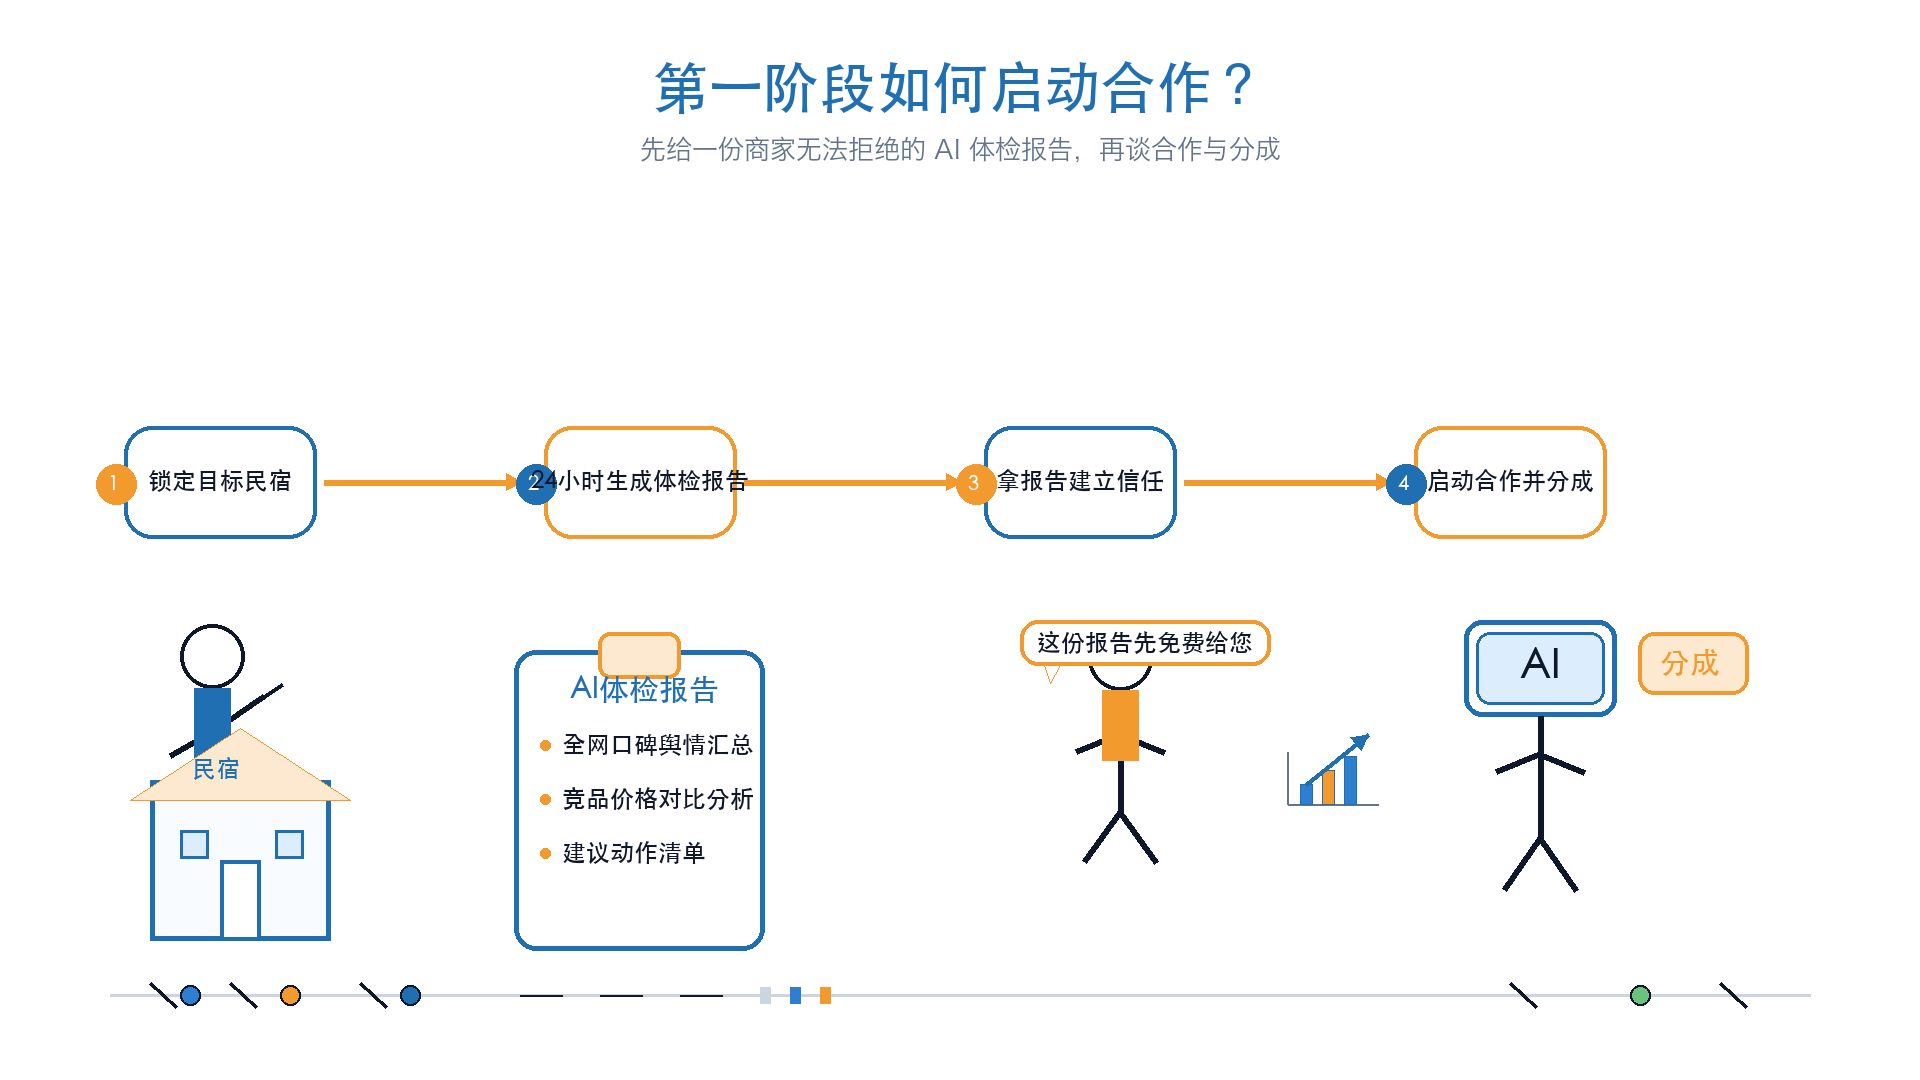 第一阶段如何启动合作？
先给一份商家无法拒绝的 AI 体检报告，再谈合作与分成
1
锁定目标民宿
2
24小时生成体检报告
3
拿报告建立信任
4
启动合作并分成
民宿
AI体检报告
全网口碑舆情汇总
竞品价格对比分析
建议动作清单
这份报告先免费给您
AI
分成